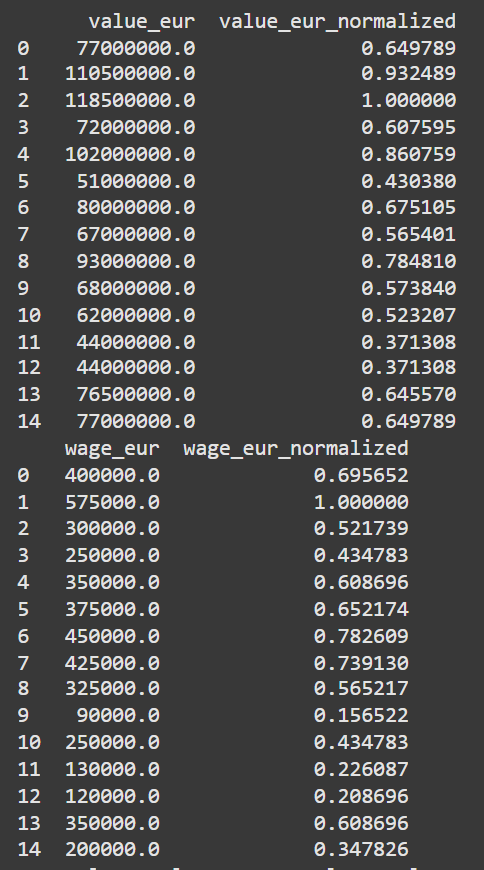 value_eur value_eur_normalized
0 77000000.0 0.649789
1 110500000.0 0.932489
2 118500000.0 1.000000
3 72000000.0 0.607595
4 102000000.0 0.860759
5 51000000.0 0.430380
6 80000000.0 0.675105
7 67000000.0 0.565401
8 93000000.0 0.784810
9 68000000.0 0.573840
10 62000000.0 0.523207
11 44000000.0 0.371308
12 44000000.0 0.371308
13 76500000.0 0.645570
14 77000000.0 0.649789
wage_eur wage_eur_normalized
0 400000.0 0.695652
1 575000.0 1.000000
2 300000.0 0.521739
3 250000.0 0.434783
4 350000.0 0.608696
5 375000.0 0.652174
6 450000.0 0.782609
7 425000.0 0.739130
8 325000.0 0.565217
9 90000.0 0.156522
10 250000.0 0.434783
11 130000.0 0.226087
12 120000.0 0.208696
13 350000.0 0.608696
14 200000.0 0.347826